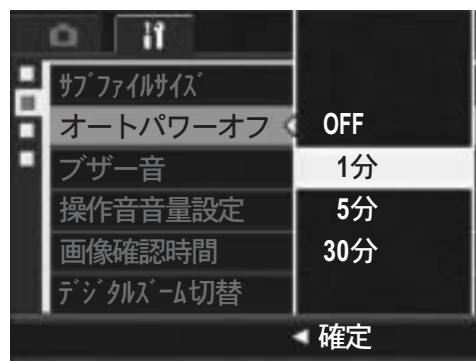 サブファイルサイズ
オートパワーオフ OFF
ブザー音 1分
操作音音量設定 5分
画像確認時間 30分
デジタルズーム切替
確定